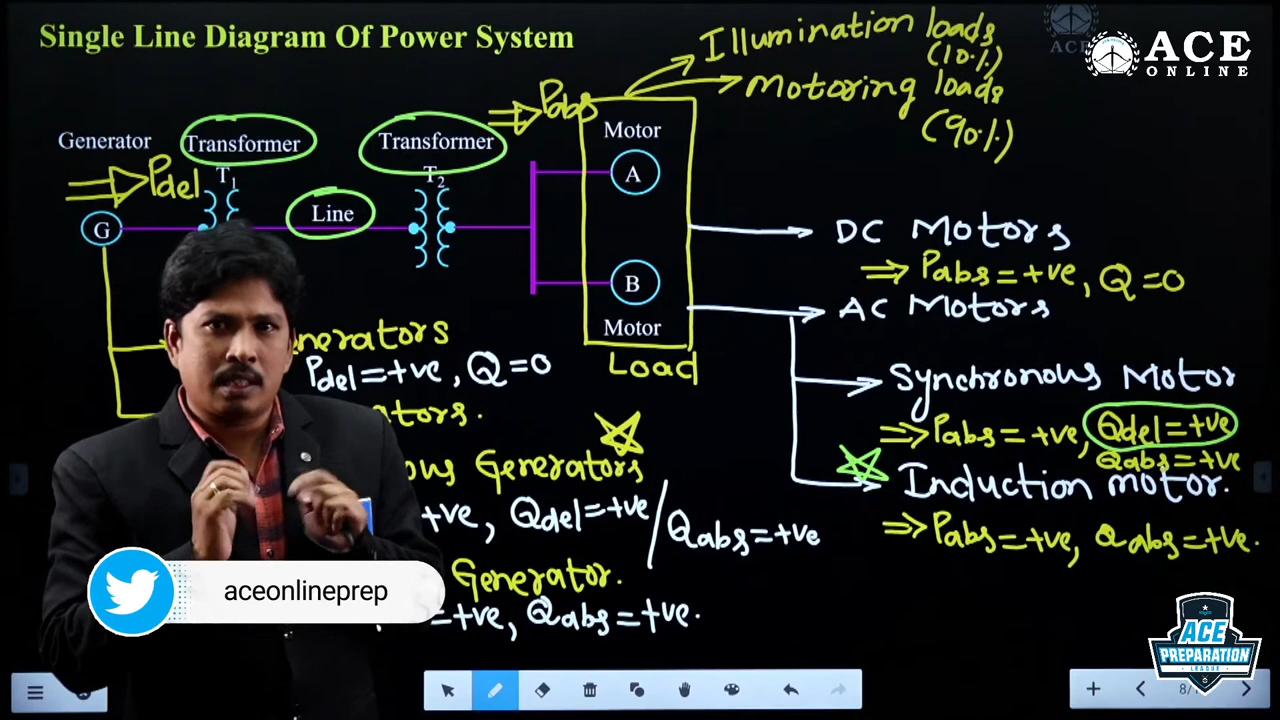 Single Line Diagram Of Power System
Illumination loads
(10%)
Motoring loads
(90%)
ACE
ONLINE
Pabs
Generator
Transformer
Transformer
Motor
Pdel
T1
T2
A
Line
G
DC Motors
⇒ Pabs = +ve, Q = 0
B
AC Motors
Motor
enerators
Load
Pdel = +ve, Q = 0
Synchronous Motor
ators.
⇒ Pabs = +ve, Qdel = +ve
Qabs = +ve
ous Generators
Induction motor.
+ve, Qdel = +ve / Qabs = +ve
⇒ Pabs = +ve, Qabs = +ve.
Generator.
= +ve, Qabs = +ve.
aceonlineprep
ACE
PREPARATION
LEAGUE